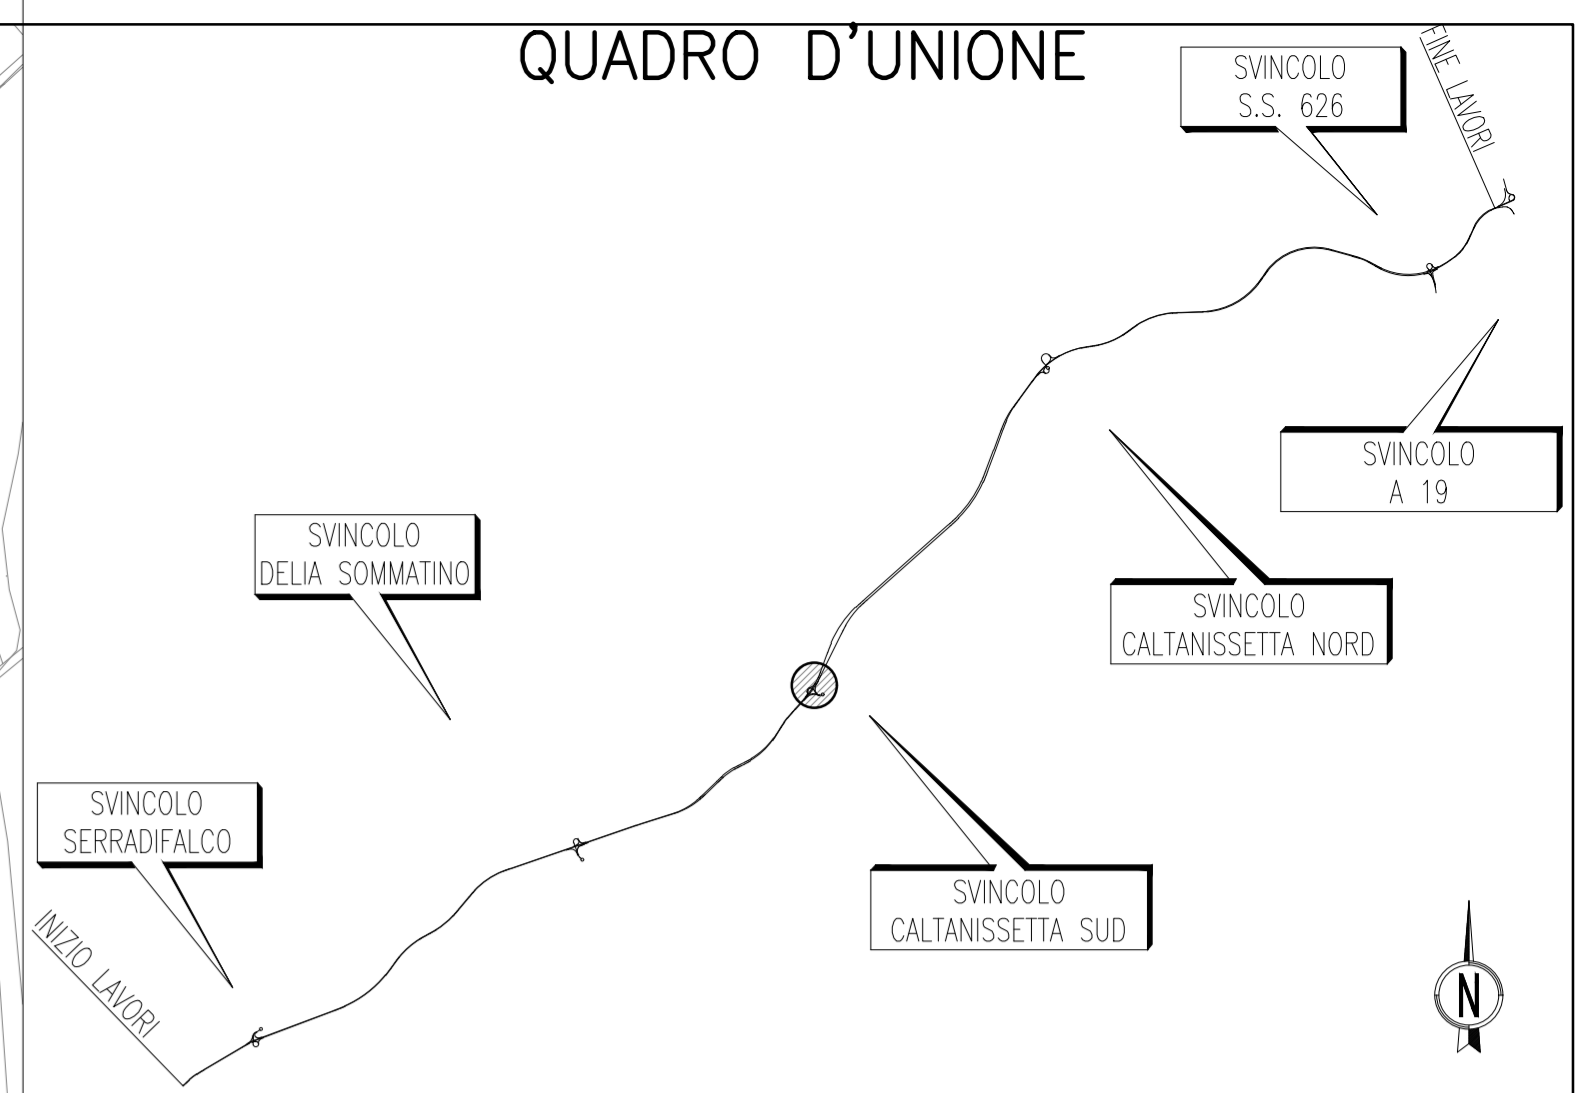 QUADRO D'UNIONE
SVINCOLO
S.S. 626
FINE LAVORI
SVINCOLO
A 19
SVINCOLO
DELIA SOMMATINO
SVINCOLO
CALTANISSETTA NORD
SVINCOLO
SERRADIFALCO
SVINCOLO
CALTANISSETTA SUD
INIZIO LAVORI
N